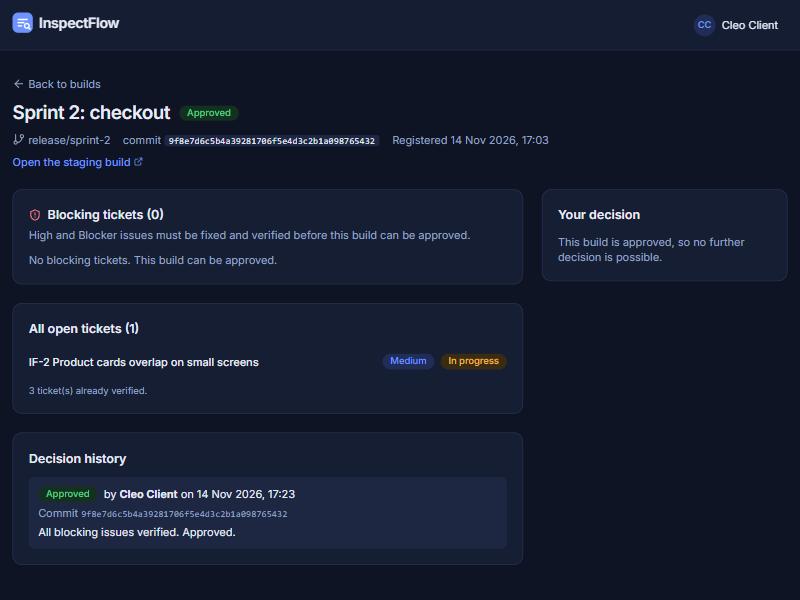 InspectFlow
CC Cleo Client
Back to builds
Sprint 2: checkout Approved
release/sprint-2 commit 9f8e7d6c5b4a39281706f5e4d3c2b1a098765432 Registered 14 Nov 2026, 17:03
Open the staging build
Blocking tickets (0)
High and Blocker issues must be fixed and verified before this build can be approved.
No blocking tickets. This build can be approved.
Your decision
This build is approved, so no further
decision is possible.
All open tickets (1)
IF-2 Product cards overlap on small screens Medium In progress
3 ticket(s) already verified.
Decision history
Approved by Cleo Client on 14 Nov 2026, 17:23
Commit 9f8e7d6c5b4a39281706f5e4d3c2b1a098765432
All blocking issues verified. Approved.